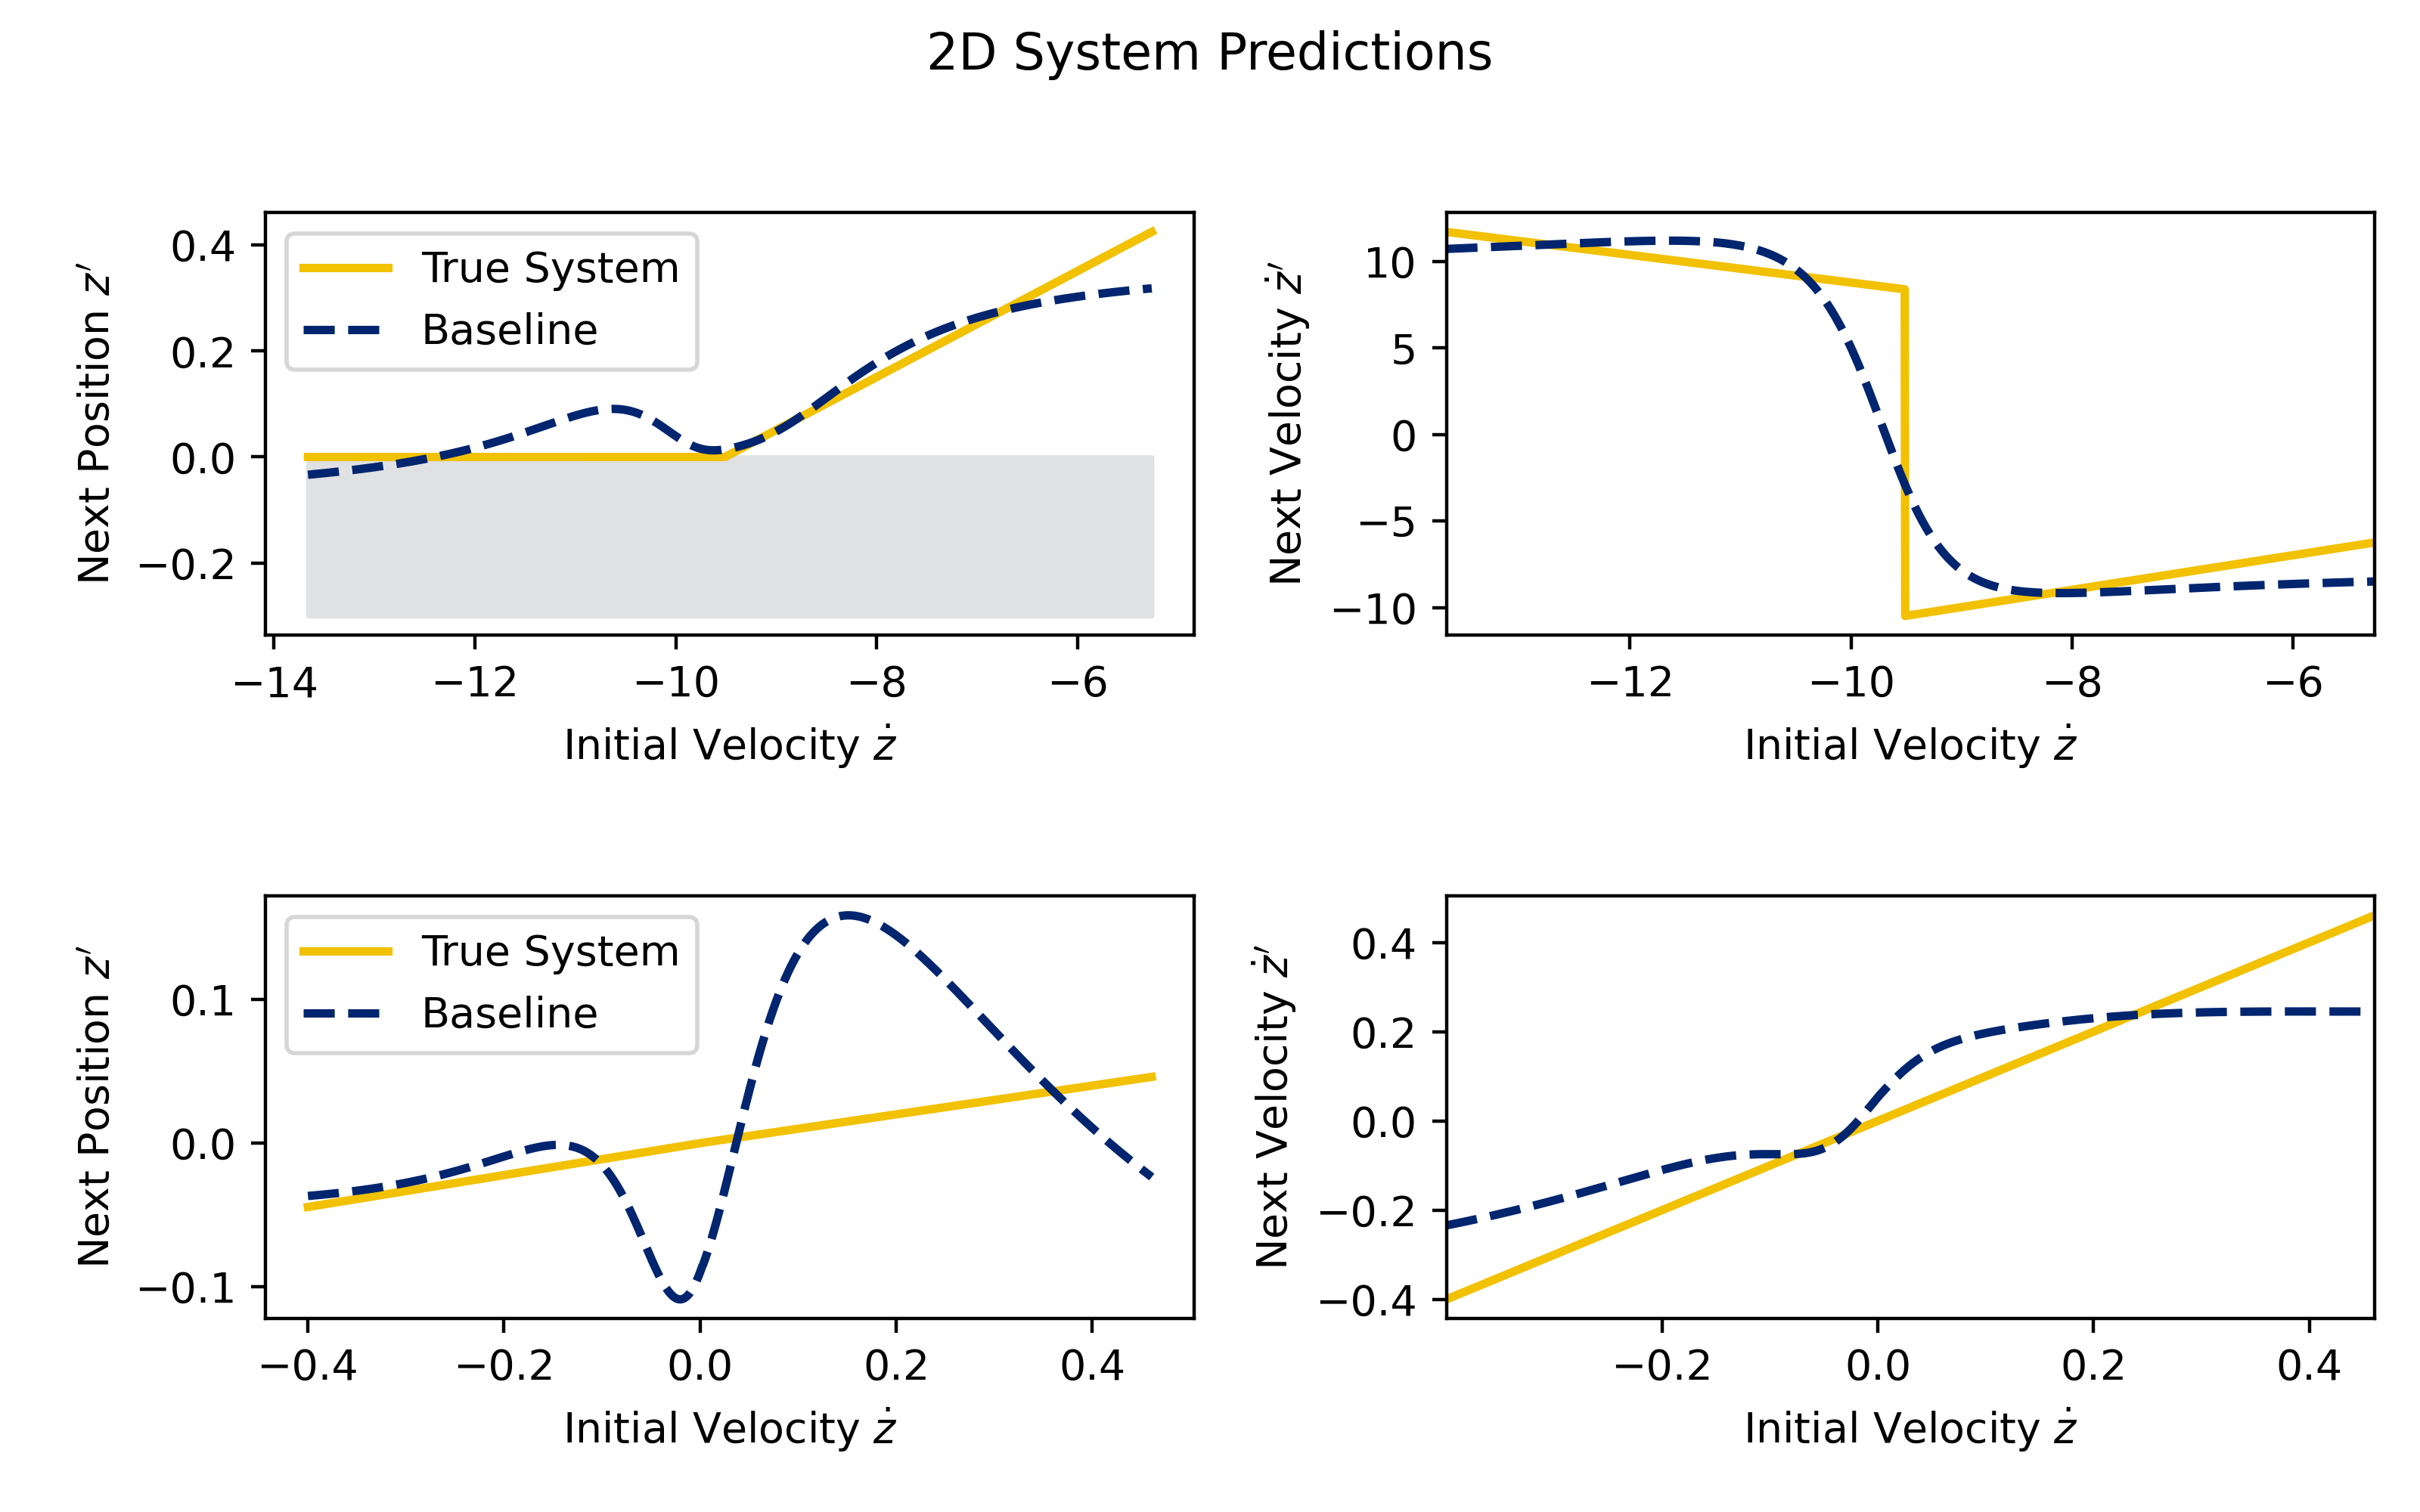 2D System Predictions
Next Position z′
0.4
0.2
0.0
−0.2
True System
Baseline
−14 −12 −10 −8 −6
Initial Velocity ż
Next Velocity ż′
10
5
0
−5
−10
−12 −10 −8 −6
Initial Velocity ż
Next Position z′
0.1
0.0
−0.1
True System
Baseline
−0.4 −0.2 0.0 0.2 0.4
Initial Velocity ż
Next Velocity ż′
0.4
0.2
0.0
−0.2
−0.4
−0.2 0.0 0.2 0.4
Initial Velocity ż